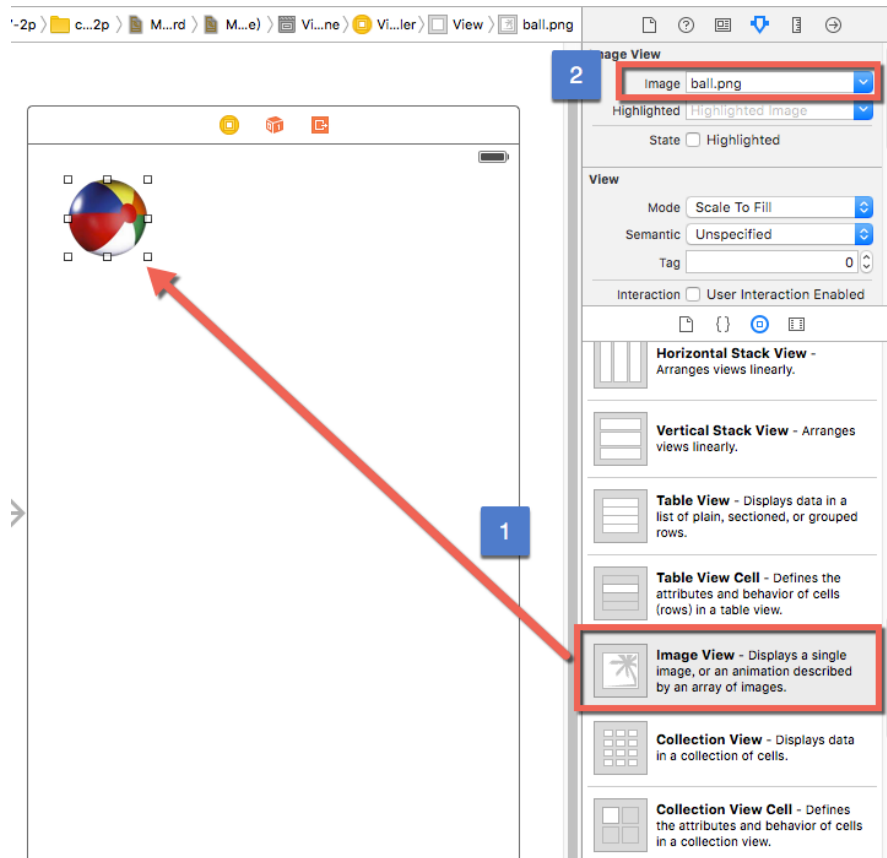 '-2p 〉 c...2p 〉 M...rd 〉 M...e) 〉 Vi...ne 〉 Vi...ler 〉 View 〉 ball.png
Image View
2
Image ball.png
Highlighted Highlighted Image
State Highlighted
View
Mode Scale To Fill
Semantic Unspecified
Tag 0
Interaction User Interaction Enabled
{ }
Horizontal Stack View -
Arranges views linearly.
Vertical Stack View - Arranges
views linearly.
Table View - Displays data in a
list of plain, sectioned, or grouped
rows.
1
Table View Cell - Defines the
attributes and behavior of cells
(rows) in a table view.
Image View - Displays a single
image, or an animation described
by an array of images.
Collection View - Displays data
in a collection of cells.
Collection View Cell - Defines
the attributes and behavior of cells
in a collection view.